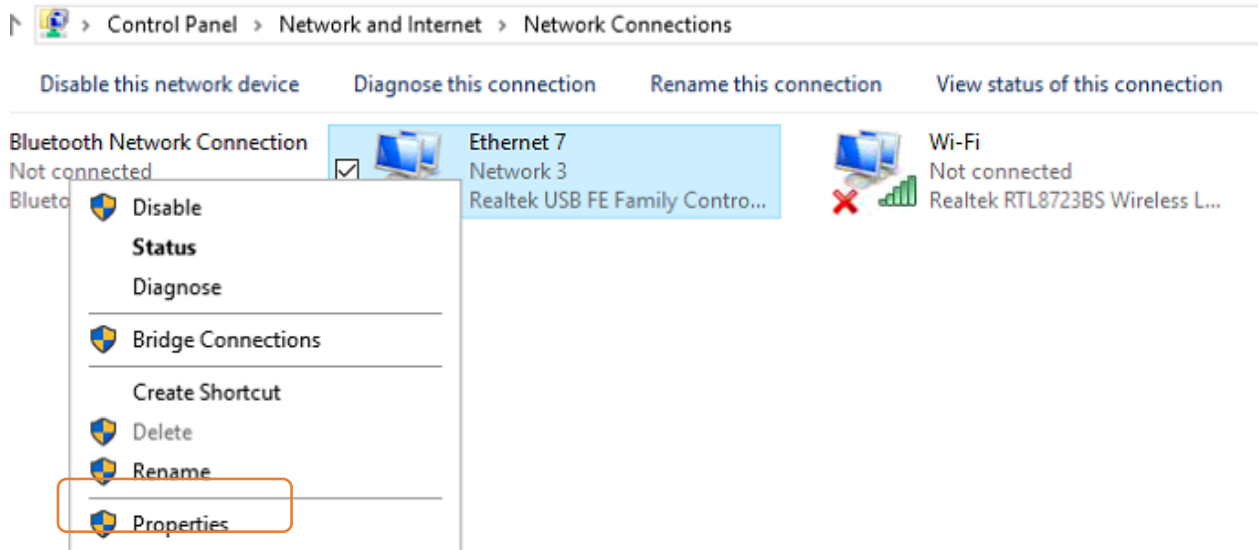 Control Panel > Network and Internet > Network Connections
Disable this network device Diagnose this connection Rename this connection View status of this connection
Bluetooth Network Connection
Not connected
Blueto
Ethernet 7
Network 3
Realtek USB FE Family Contro...
Wi-Fi
Not connected
Realtek RTL8723BS Wireless L...
Disable
Status
Diagnose
Bridge Connections
Create Shortcut
Delete
Rename
Properties